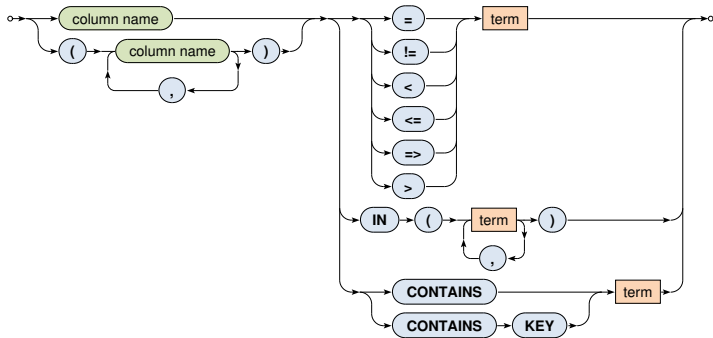 column name = term
( column name ) !=
, <
<=
=>
>
IN ( term )
,
CONTAINS term
CONTAINS KEY